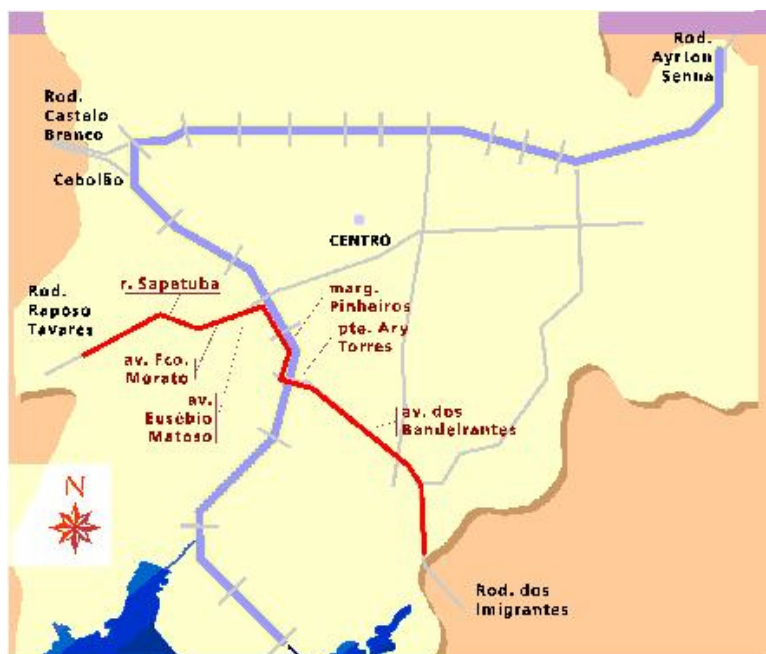 Rod.
Ayrton
Senna
Rod.
Castelo
Branco
Cebolão
CENTRO
r. Sapetuba
marg.
Pinheiros
Rod.
Raposo
Tavares
pte. Ary
Torres
av. Fco.
Morato
av.
Eusébio
Matoso
av. dos
Bandeirantes
N
Rod. dos
Imigrantes